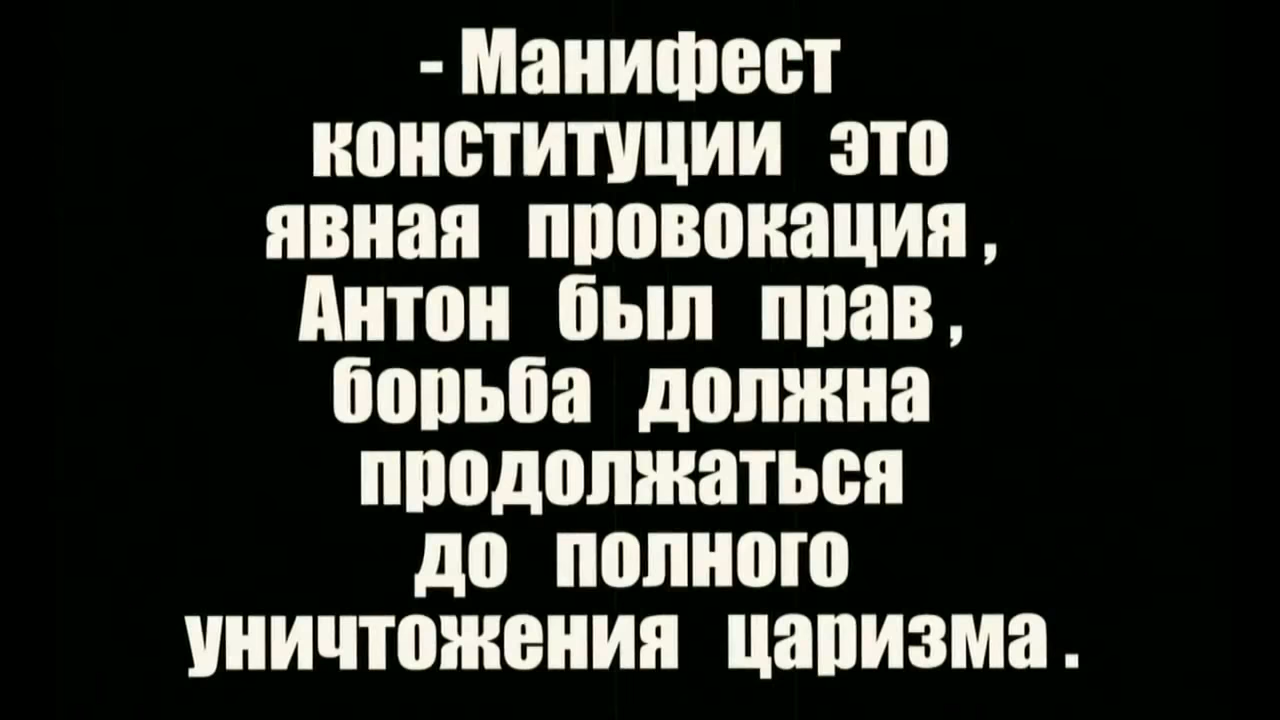 - Манифест
конституции это
явная провокация,
Антон был прав,
борьба должна
продолжаться
до полного
уничтожения царизма.